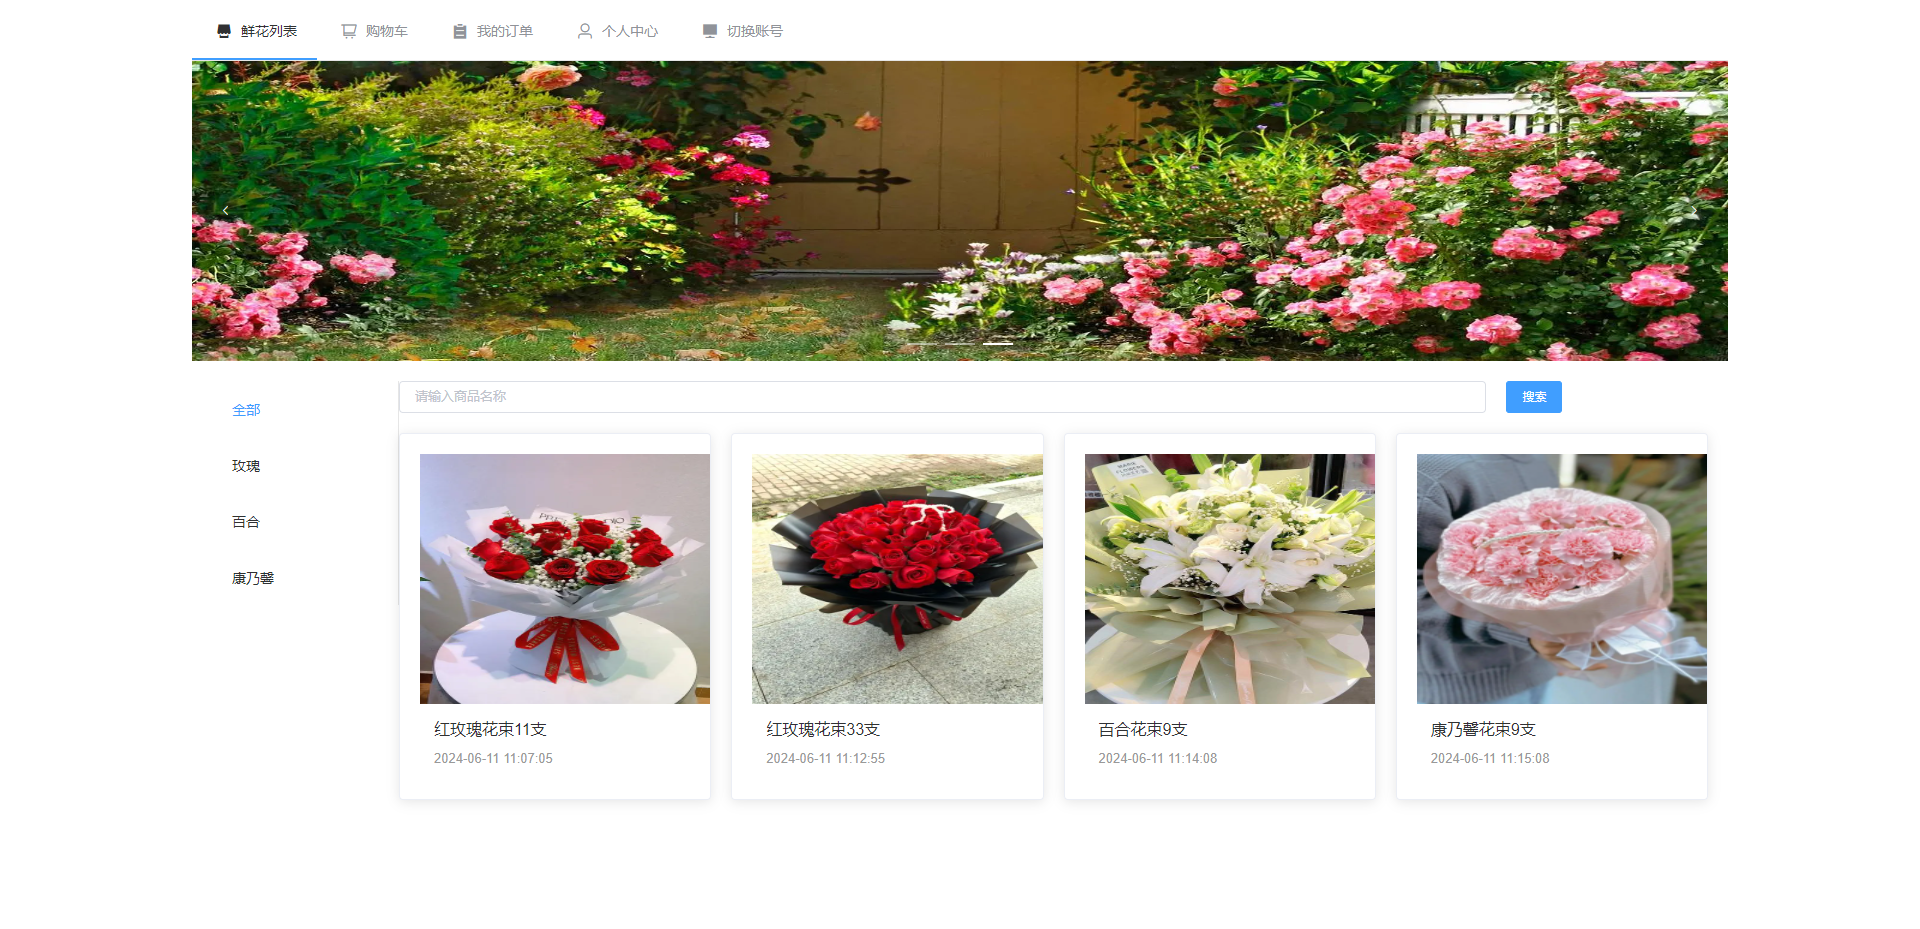 鲜花列表 购物车 我的订单 个人中心 切换账号
请输入商品名称 搜索
全部
玫瑰
百合
康乃馨
红玫瑰花束11支
2024-06-11 11:07:05
红玫瑰花束33支
2024-06-11 11:12:55
百合花束9支
2024-06-11 11:14:08
康乃馨花束9支
2024-06-11 11:15:08